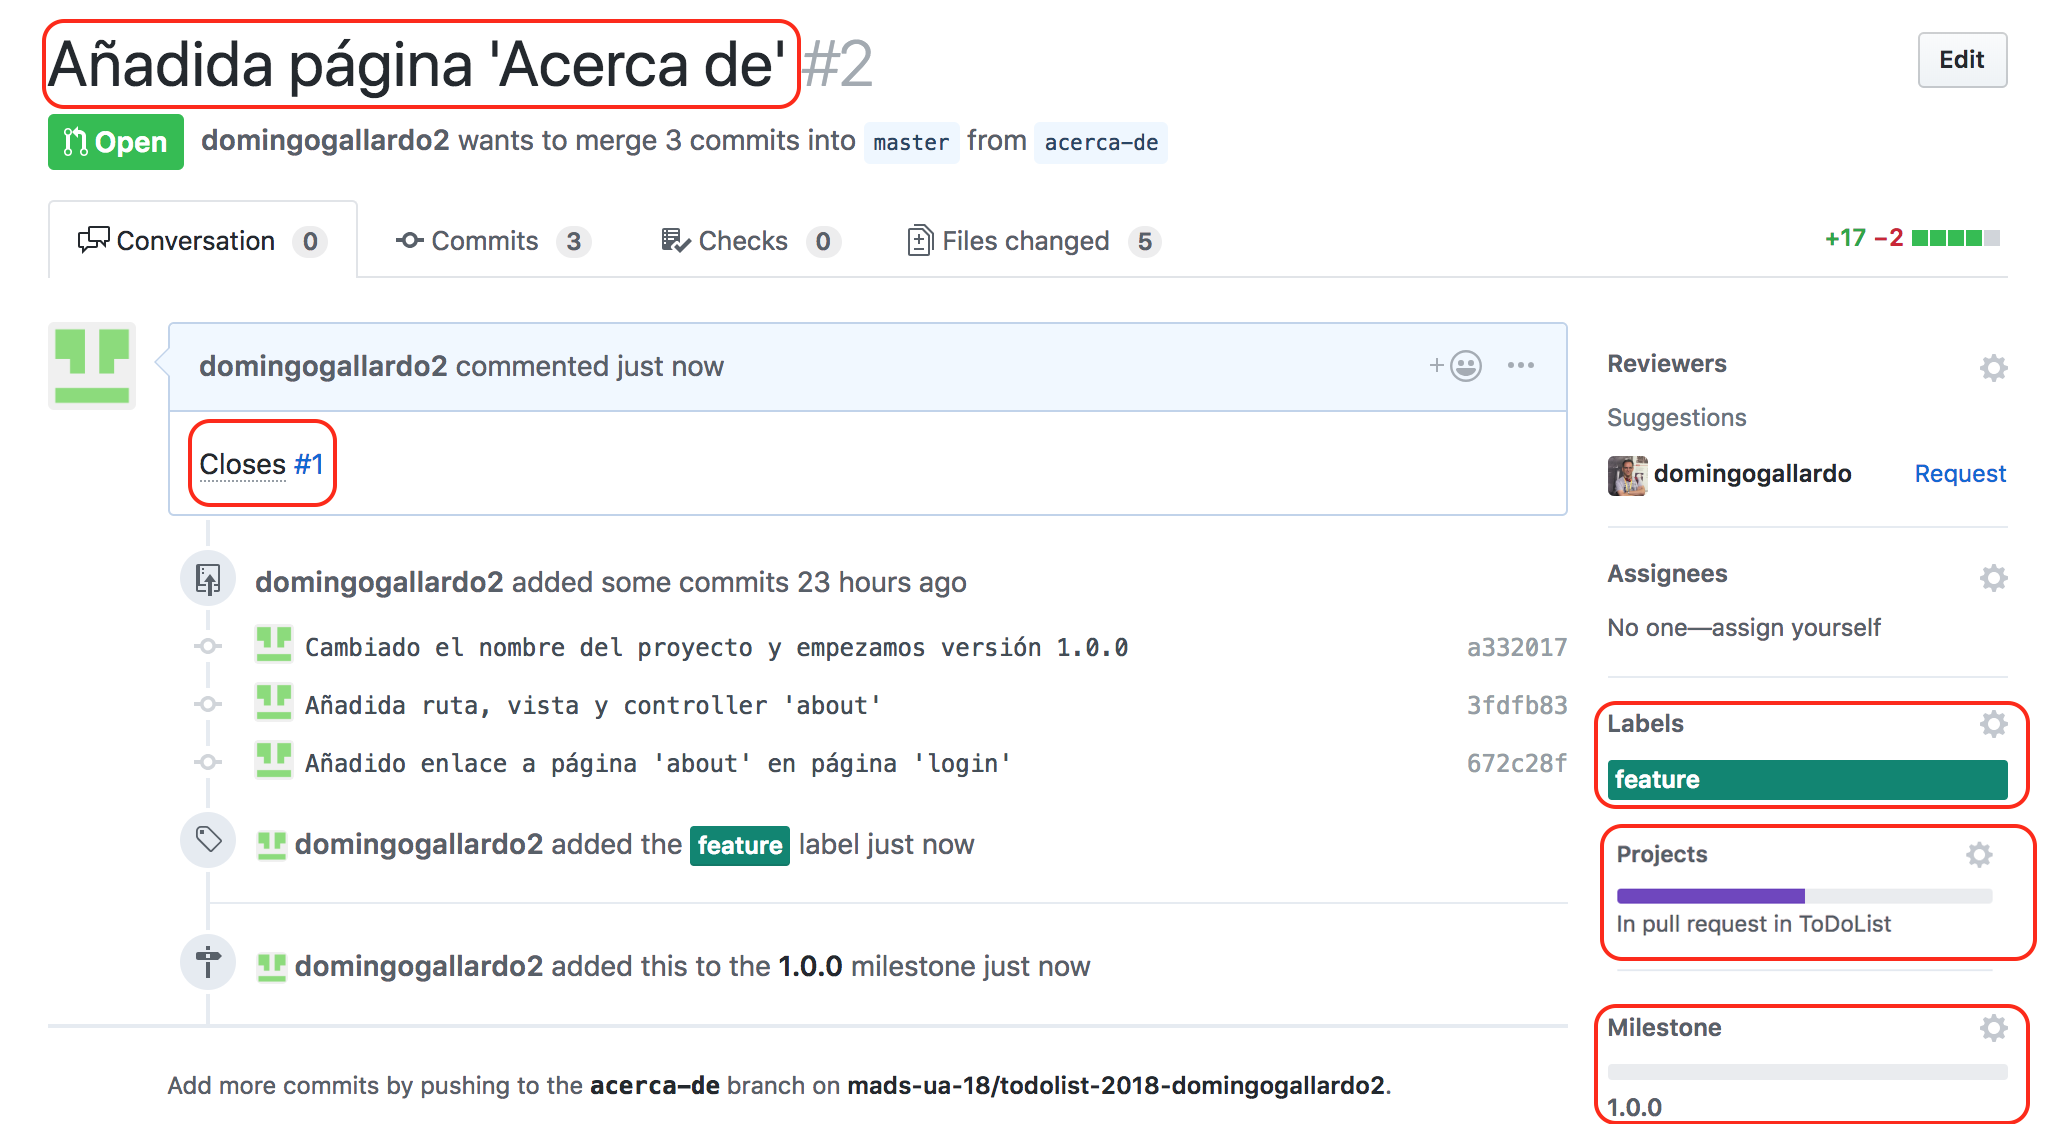 Añadida página 'Acerca de' #2
Edit
Open domingogallardo2 wants to merge 3 commits into master from acerca-de
Conversation 0 Commits 3 Checks 0 Files changed 5 +17 −2
domingogallardo2 commented just now
Closes #1
domingogallardo2 added some commits 23 hours ago
Cambiado el nombre del proyecto y empezamos versión 1.0.0 a332017
Añadida ruta, vista y controller 'about' 3fdfb83
Añadido enlace a página 'about' en página 'login' 672c28f
domingogallardo2 added the feature label just now
domingogallardo2 added this to the 1.0.0 milestone just now
Add more commits by pushing to the acerca-de branch on mads-ua-18/todolist-2018-domingogallardo2.
Reviewers
Suggestions
domingogallardo Request
Assignees
No one—assign yourself
Labels
feature
Projects
In pull request in ToDoList
Milestone
1.0.0